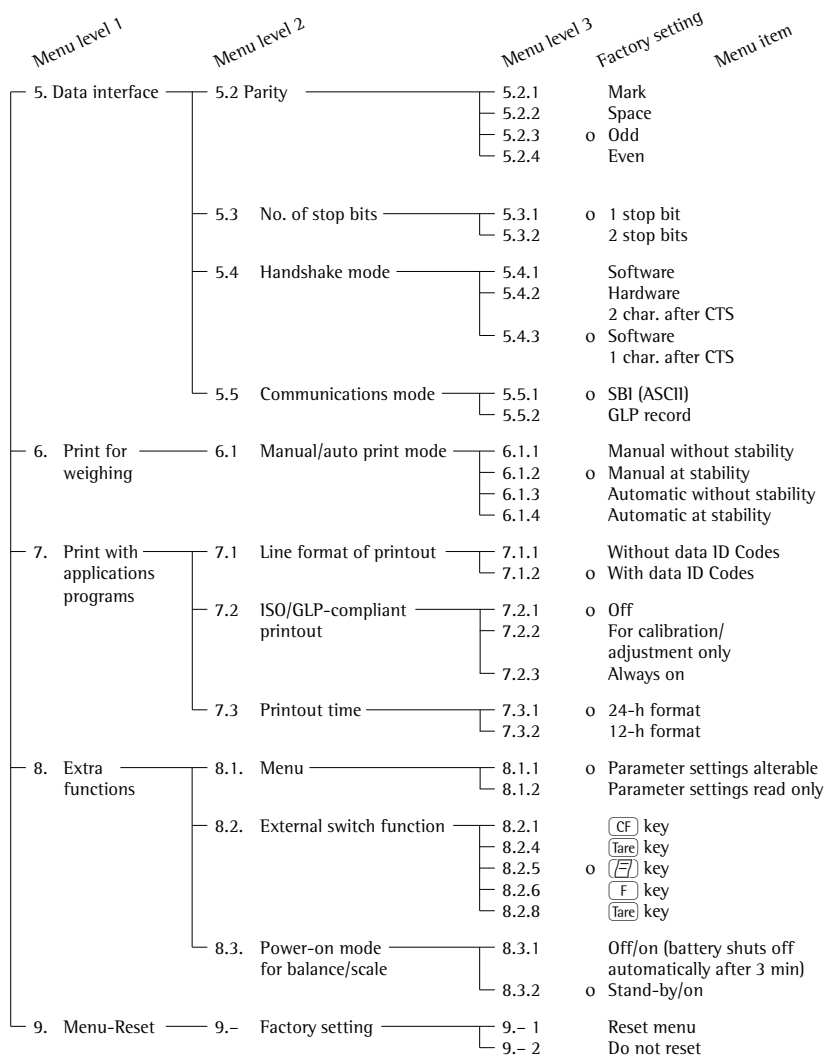 Menu level 1 Menu level 2 Menu level 3 Factory setting Menu item
5. Data interface 5.2 Parity 5.2.1 Mark
5.2.2 Space
5.2.3 o Odd
5.2.4 Even
5.3 No. of stop bits 5.3.1 o 1 stop bit
5.3.2 2 stop bits
5.4 Handshake mode 5.4.1 Software
5.4.2 Hardware
2 char. after CTS
5.4.3 o Software
1 char. after CTS
5.5 Communications mode 5.5.1 o SBI (ASCII)
5.5.2 GLP record
6. Print for 6.1 Manual/auto print mode 6.1.1 Manual without stability
weighing 6.1.2 o Manual at stability
6.1.3 Automatic without stability
6.1.4 Automatic at stability
7. Print with 7.1 Line format of printout 7.1.1 Without data ID Codes
applications 7.1.2 o With data ID Codes
programs
7.2 ISO/GLP-compliant 7.2.1 o Off
printout 7.2.2 For calibration/
adjustment only
7.2.3 Always on
7.3 Printout time 7.3.1 o 24-h format
7.3.2 12-h format
8. Extra 8.1. Menu 8.1.1 o Parameter settings alterable
functions 8.1.2 Parameter settings read only
8.2. External switch function 8.2.1 CF key
8.2.4 Tare key
8.2.5 o key
8.2.6 F key
8.2.8 Tare key
8.3. Power-on mode 8.3.1 Off/on (battery shuts off
for balance/scale automatically after 3 min)
8.3.2 o Stand-by/on
9. Menu-Reset 9.– Factory setting 9.– 1 Reset menu
9.– 2 Do not reset